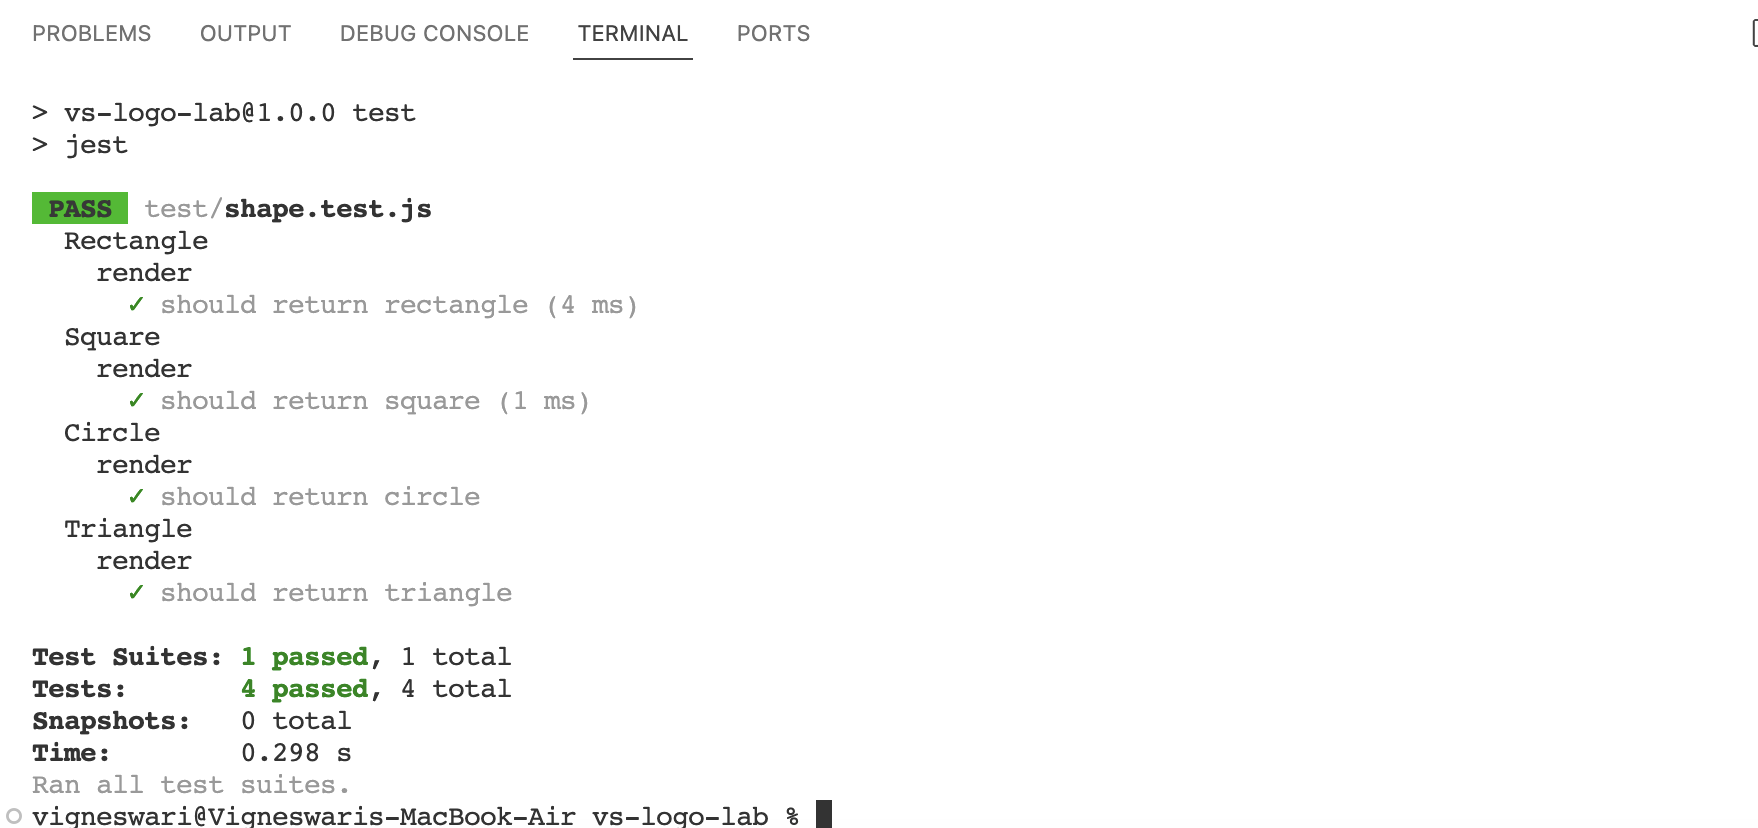 PROBLEMS OUTPUT DEBUG CONSOLE TERMINAL PORTS
> vs-logo-lab@1.0.0 test
> jest
PASS test/shape.test.js
Rectangle
render
✓ should return rectangle (4 ms)
Square
render
✓ should return square (1 ms)
Circle
render
✓ should return circle
Triangle
render
✓ should return triangle
Test Suites: 1 passed, 1 total
Tests: 4 passed, 4 total
Snapshots: 0 total
Time: 0.298 s
Ran all test suites.
vigneswari@Vigneswaris-MacBook-Air vs-logo-lab %